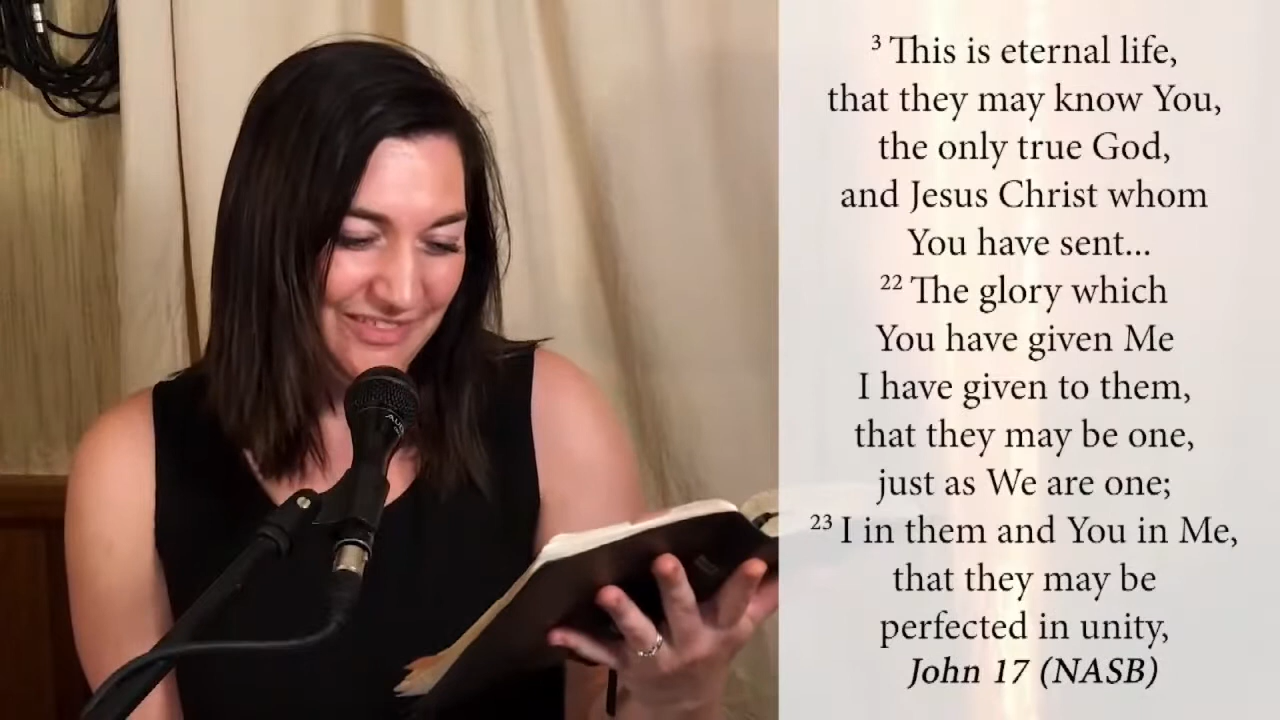 3 This is eternal life,
that they may know You,
the only true God,
and Jesus Christ whom
You have sent...
22 The glory which
You have given Me
I have given to them,
that they may be one,
just as We are one;
23 I in them and You in Me,
that they may be
perfected in unity,
John 17 (NASB)